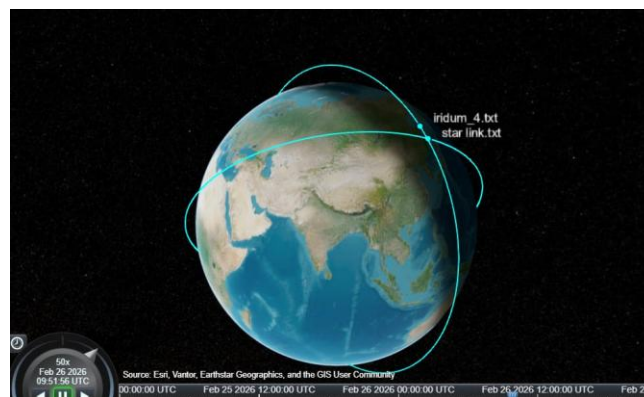 iridum_4.txt
star link.txt
50x
Feb 26 2026
09:51:56 UTC
Source: Esri, Vantor, Earthstar Geographics, and the GIS User Community
00:00:00 UTC Feb 25 2026 12:00:00 UTC Feb 26 2026 00:00:00 UTC Feb 26 2026 12:00:00 UTC Feb 2